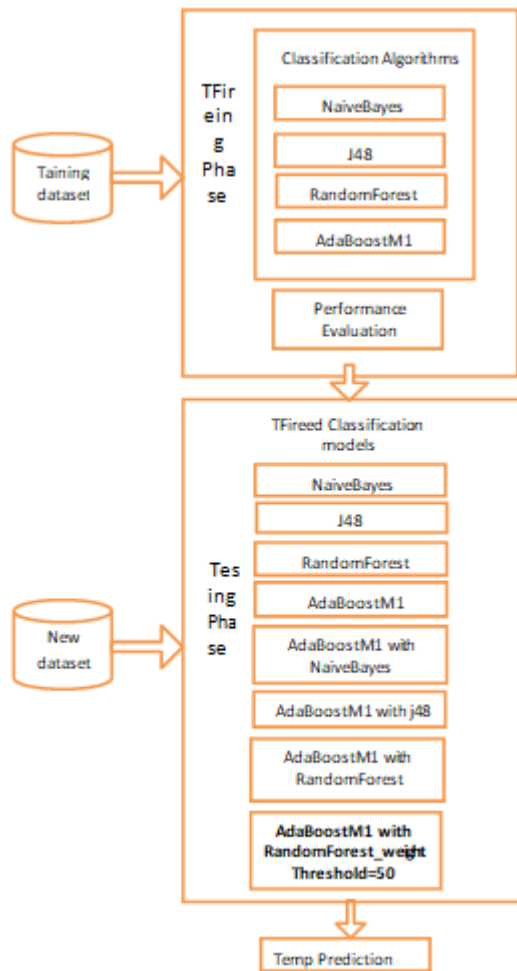 Classification Algorithms
NaiveBayes
J48
RandomForest
AdaBoostM1
Performance
Evaluation
TFir
ein
g
Pha
se
Taining
dataset
TFireed Classification
models
NaiveBayes
J48
RandomForest
AdaBoostM1
AdaBoostM1 with
NaiveBayes
AdaBoostM1 with j48
AdaBoostM1 with
RandomForest
AdaBoostM1 with
RandomForest_weight
Threshold=50
Tes
ing
Pha
se
New
dataset
Temp Prediction